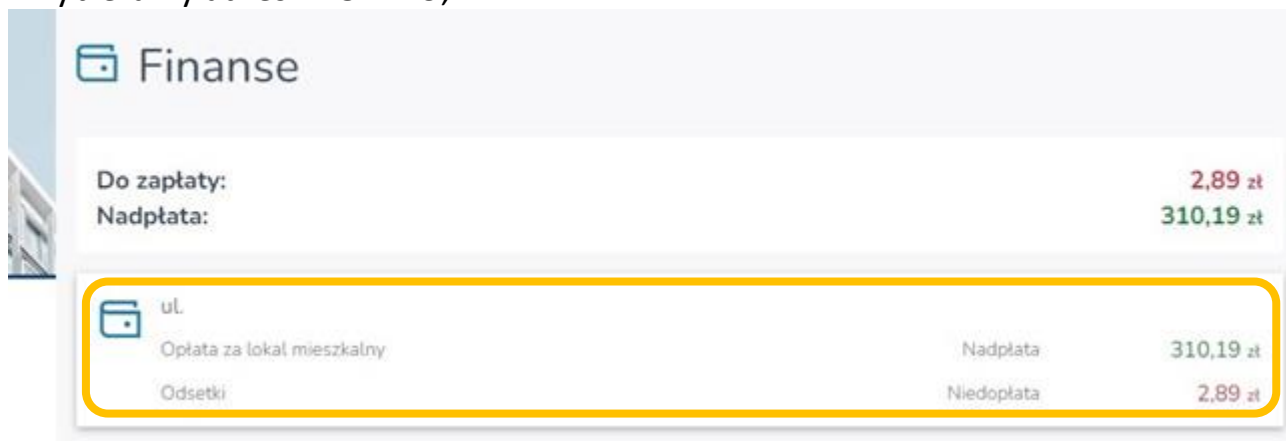 Finanse
Do zapłaty: 2,89 zł
Nadpłata: 310,19 zł
ul.
Opłata za lokal mieszkalny Nadpłata 310,19 zł
Odsetki Niedopłata 2,89 zł